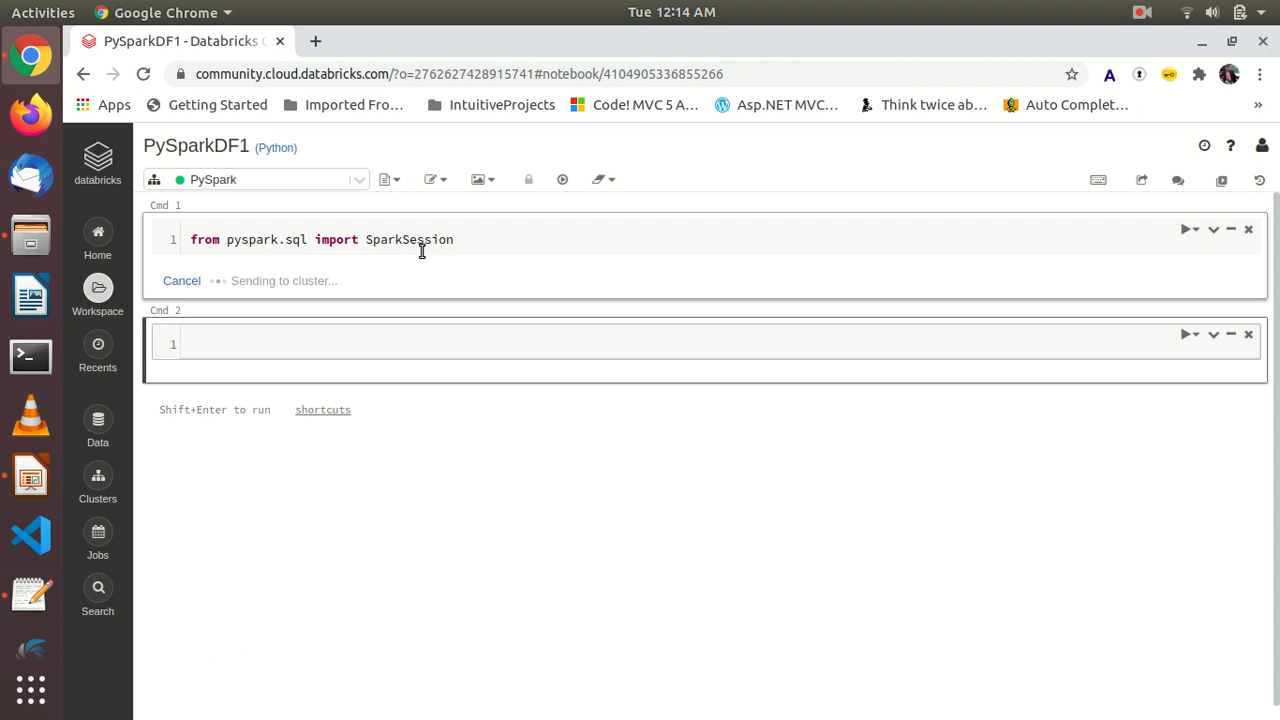 Activities Google Chrome Tue 12:14 AM
PySparkDF1 - Databricks C
community.cloud.databricks.com/?o=2762627428915741#notebook/4104905336855266
Apps Getting Started Imported Fro... IntuitiveProjects Code! MVC 5 A... Asp.NET MVC... Think twice ab... Auto Complet... »
databricks
Home
Workspace
Recents
Data
Clusters
Jobs
Search
PySparkDF1 (Python)
PySpark
Cmd 1
1 from pyspark.sql import SparkSession
Cancel Sending to cluster...
Cmd 2
1
Shift+Enter to run shortcuts